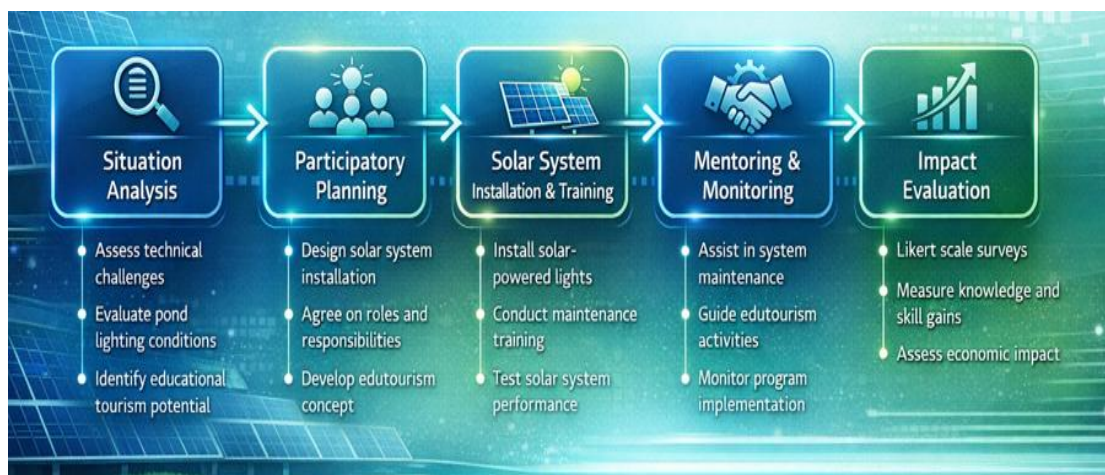 Situation
Analysis
Assess technical
challenges
Evaluate pond
lighting conditions
Identify educational
tourism potential
Participatory
Planning
Design solar system
installation
Agree on roles and
responsibilities
Develop edutourism
concept
Solar System
Installation & Training
Install solar-
powered lights
Conduct maintenance
training
Test solar system
performance
Mentoring &
Monitoring
Assist in system
maintenance
Guide edutourism
activities
Monitor program
implementation
Impact
Evaluation
Likert scale surveys
Measure knowledge and
skill gains
Assess economic impact